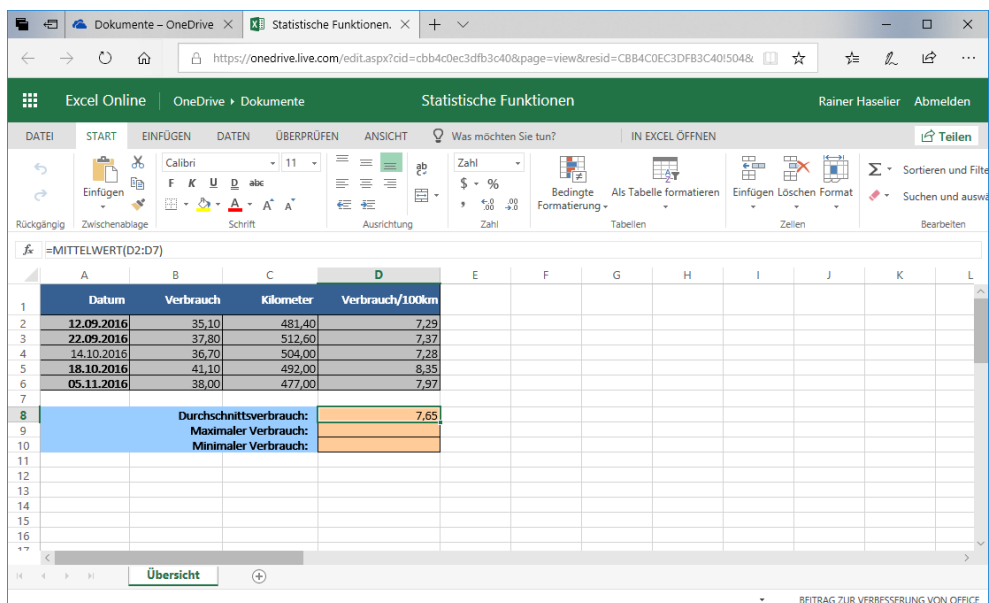 Dokumente – OneDrive
Statistische Funktionen.
https://onedrive.live.com/edit.aspx?cid=cbb4c0ec3dfb3c40&page=view&resid=CBB4C0EC3DFB3C40!504&
Excel Online OneDrive Dokumente Statistische Funktionen Rainer Haselier Abmelden
DATEI START EINFÜGEN DATEN ÜBERPRÜFEN ANSICHT Was möchten Sie tun? IN EXCEL ÖFFNEN Teilen
Calibri 11 ab Zahl Σ Sortieren und Filte
Einfügen F K U D abc $ % Bedingte Als Tabelle formatieren Einfügen Löschen Format Suchen und auswä
A A A , ,00 ,00 Formatierung
Rückgängig Zwischenablage Schrift Ausrichtung Zahl Tabellen Zellen Bearbeiten
fx =MITTELWERT(D2:D7)
A B C D E F G H I J K L
1 Datum Verbrauch Kilometer Verbrauch/100km
2 12.09.2016 35,10 481,40 7,29
3 22.09.2016 37,80 512,60 7,37
4 14.10.2016 36,70 504,00 7,28
5 18.10.2016 41,10 492,00 8,35
6 05.11.2016 38,00 477,00 7,97
7
8 Durchschnittsverbrauch: 7,65
9 Maximaler Verbrauch:
10 Minimaler Verbrauch:
11
12
13
14
15
16
17
Übersicht
BEITRAG ZUR VERBESSERUNG VON OFFICE